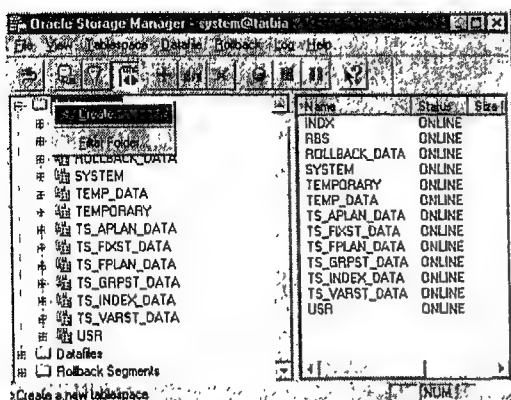 Oracle Storage Manager - system@tarbia
File View Tablespace Datafile Rollback Log Help
Create
Enter Folder
ROLLBACK_DATA
SYSTEM
TEMP_DATA
TEMPORARY
TS_APLAN_DATA
TS_FIXST_DATA
TS_FPLAN_DATA
TS_GRPST_DATA
TS_INDEX_DATA
TS_VARST_DATA
USR
Datafiles
Rollback Segments
Name Status Size
INDX ONLINE
RBS ONLINE
ROLLBACK_DATA ONLINE
SYSTEM ONLINE
TEMPORARY ONLINE
TEMP_DATA ONLINE
TS_APLAN_DATA ONLINE
TS_FIXST_DATA ONLINE
TS_FPLAN_DATA ONLINE
TS_GRPST_DATA ONLINE
TS_INDEX_DATA ONLINE
TS_VARST_DATA ONLINE
USR ONLINE
Create a new tablespace
NUM